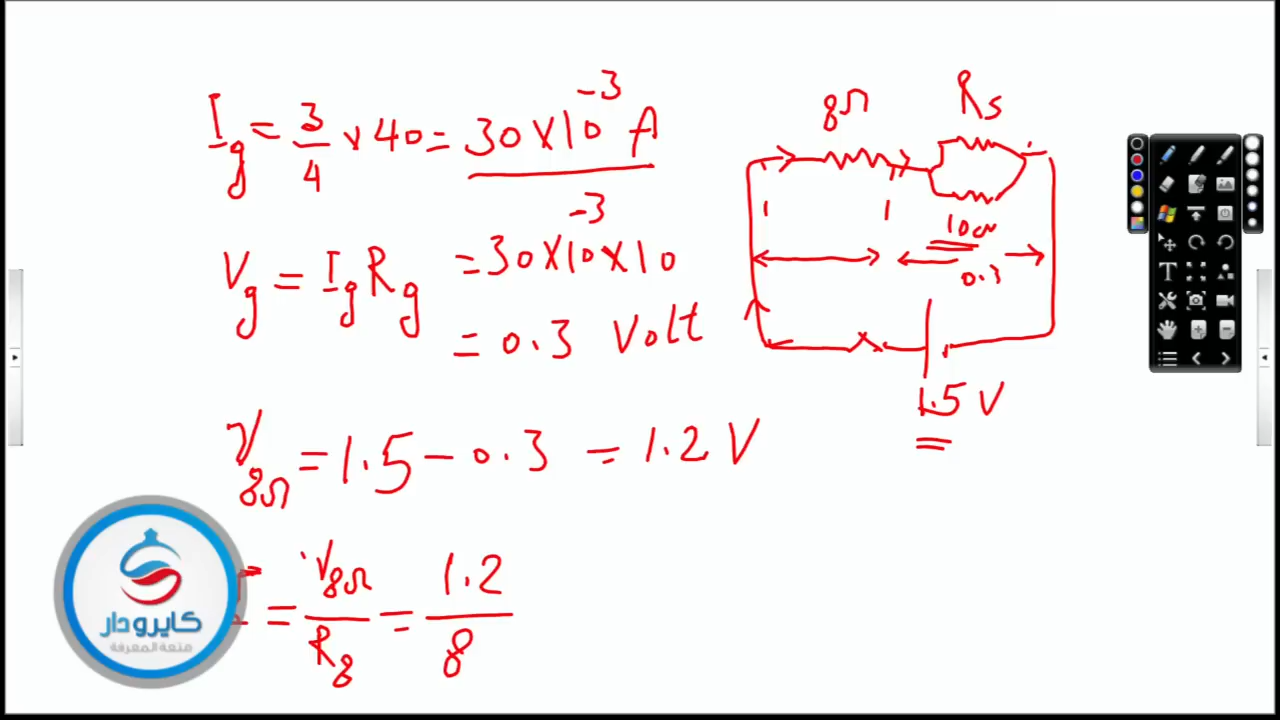 Ig = 3/4 × 40 = 30×10⁻³ A
Vg = Ig Rg = 30×10⁻³×10
= 0.3 Volt
V8Ω = 1.5 − 0.3 = 1.2 V
I = V8Ω/R8 = 1.2/8
8Ω
Rs
10Ω
0.3
1.5 V
كايرودار
متعة المعرفة